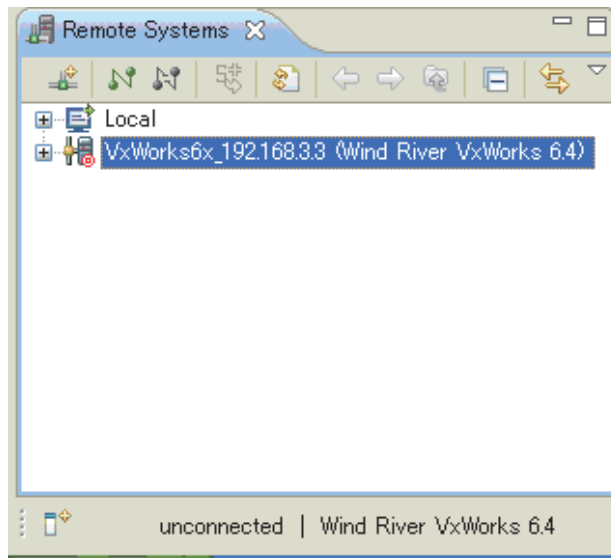 Remote Systems
Local
VxWorks6x_192.168.3.3 (Wind River VxWorks 6.4)
unconnected | Wind River VxWorks 6.4